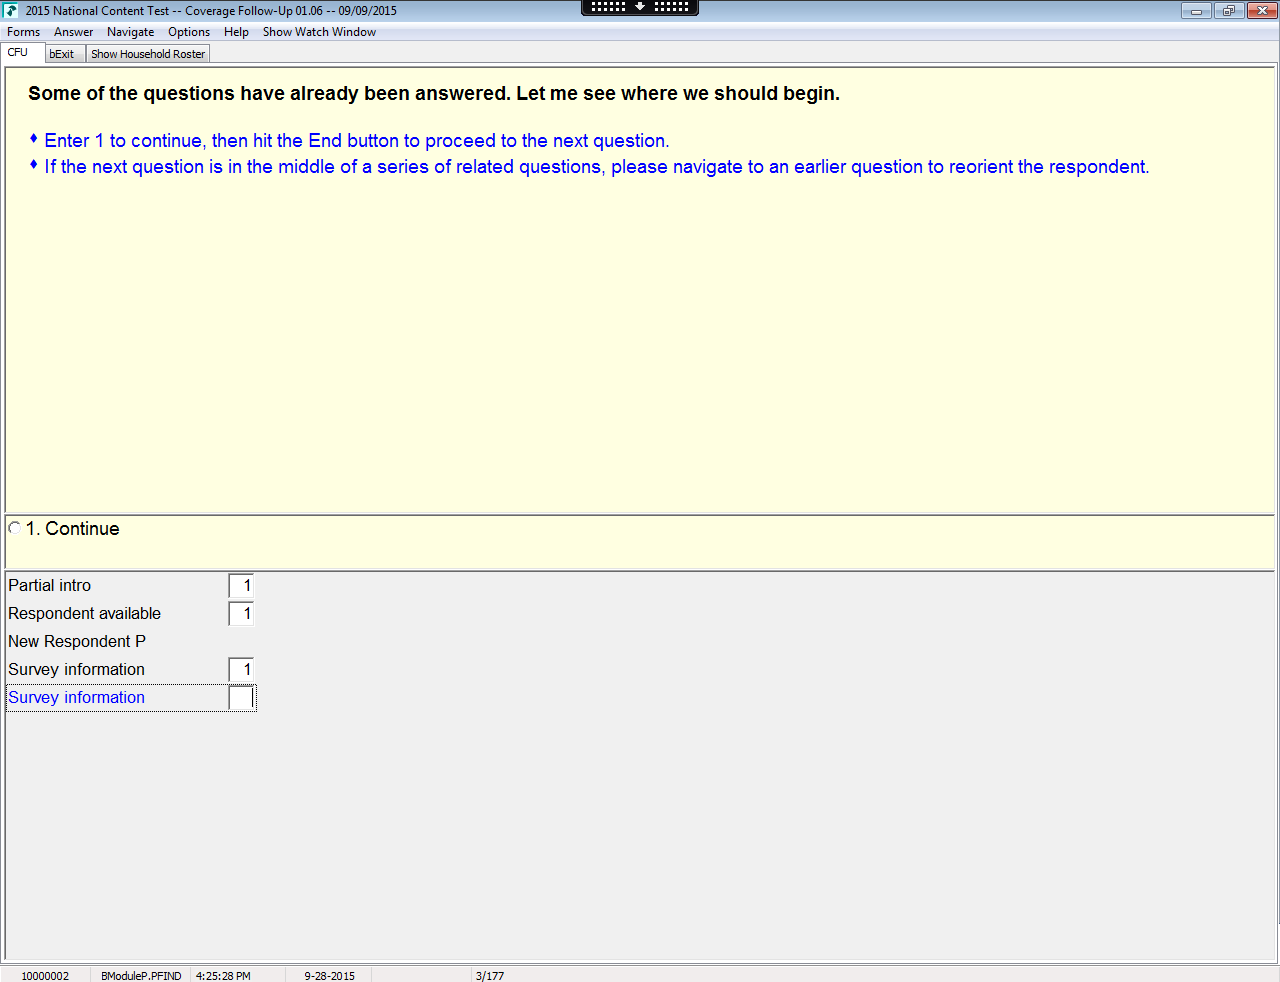 2015 National Content Test -- Coverage Follow-Up 01.06 -- 09/09/2015
Forms Answer Navigate Options Help Show Watch Window
CFU bExit Show Household Roster
Some of the questions have already been answered. Let me see where we should begin.
♦ Enter 1 to continue, then hit the End button to proceed to the next question.
♦ If the next question is in the middle of a series of related questions, please navigate to an earlier question to reorient the respondent.
1. Continue
Partial intro 1
Respondent available 1
New Respondent P
Survey information 1
Survey information
10000002 BModuleP.PFIND 4:25:28 PM 9-28-2015 3/177